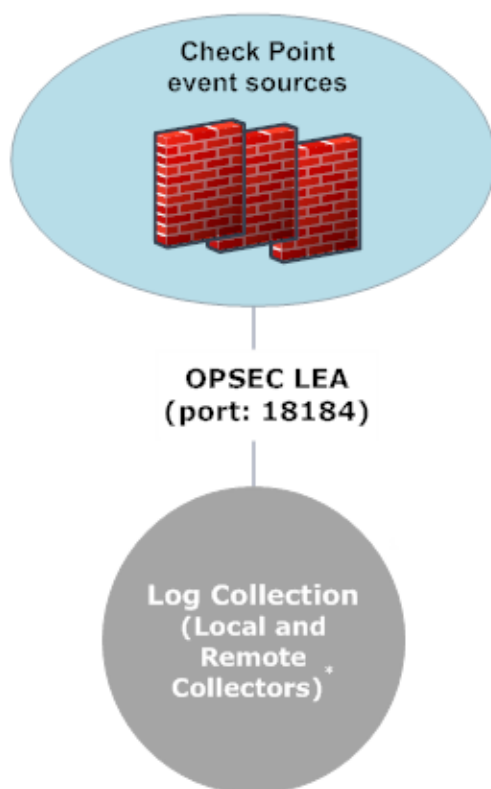 Check Point
event sources
OPSEC LEA
(port: 18184)
Log Collection
(Local and
Remote
Collectors)*